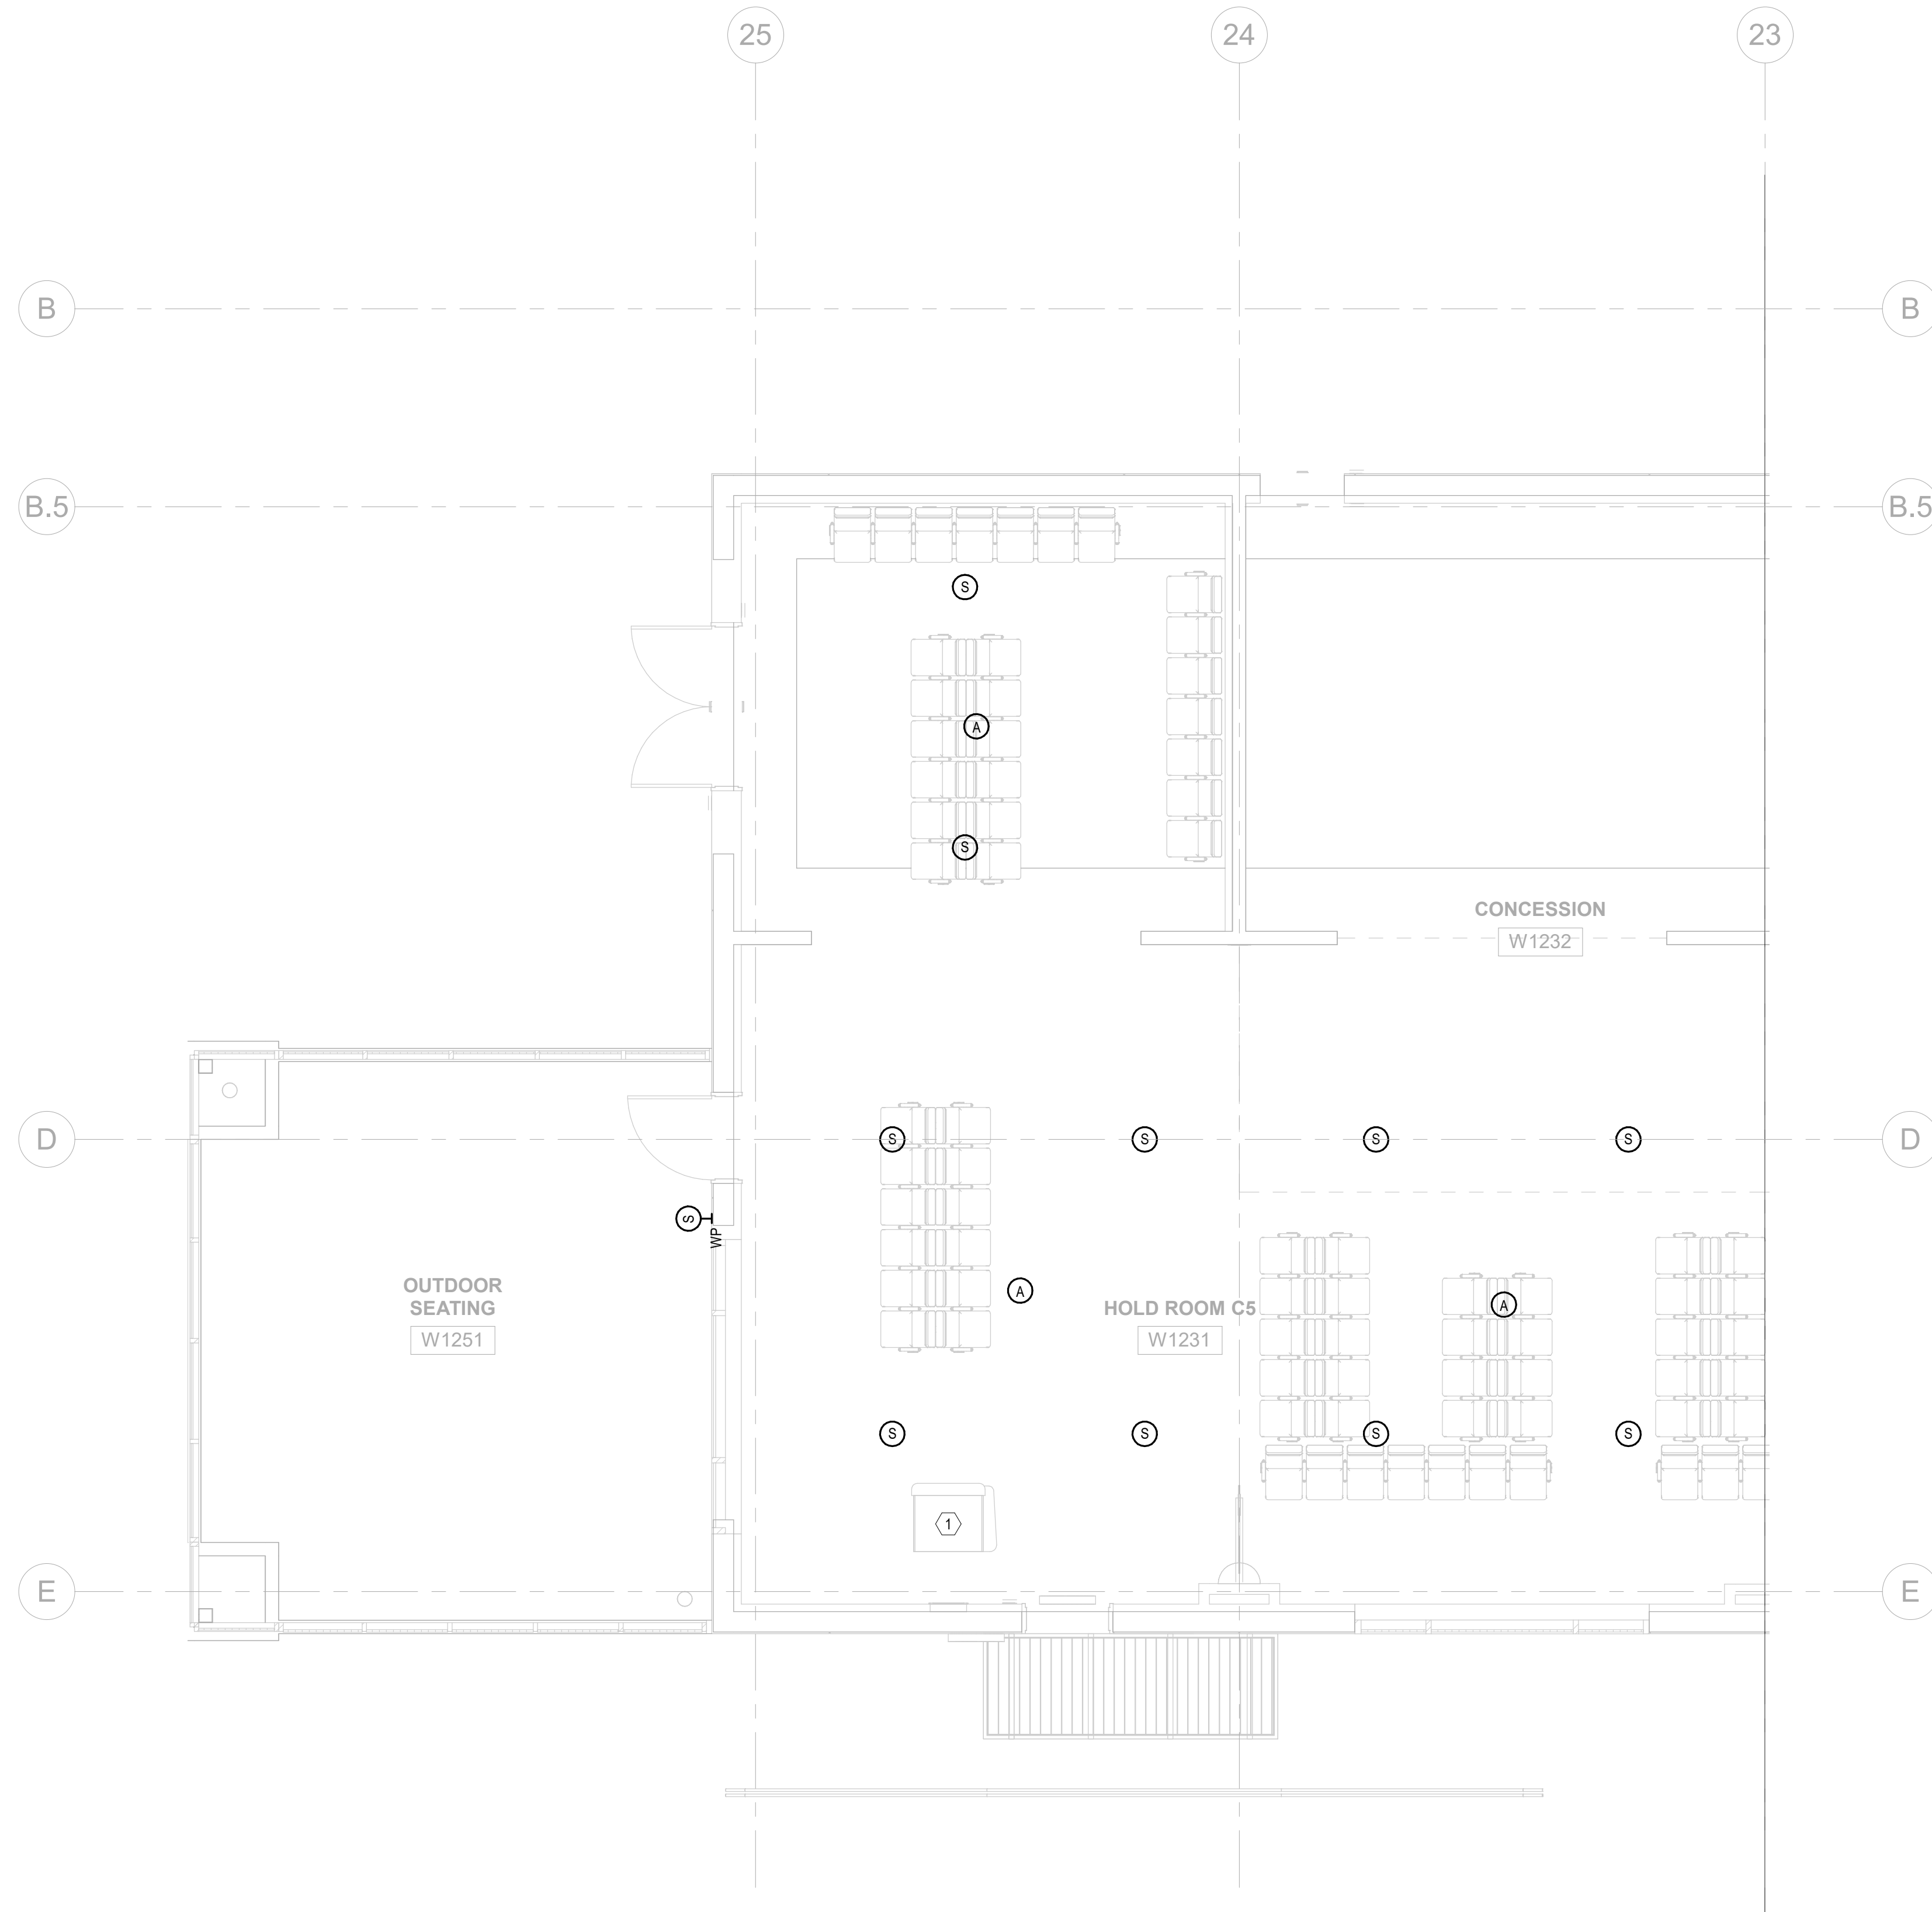 25 24 23
B B
B.5 B.5
S
A
S
CONCESSION
W1232
D S S S S D
S
WP
OUTDOOR
SEATING
W1251
A
HOLD ROOM C5
W1231
A
S S S S
1
E E